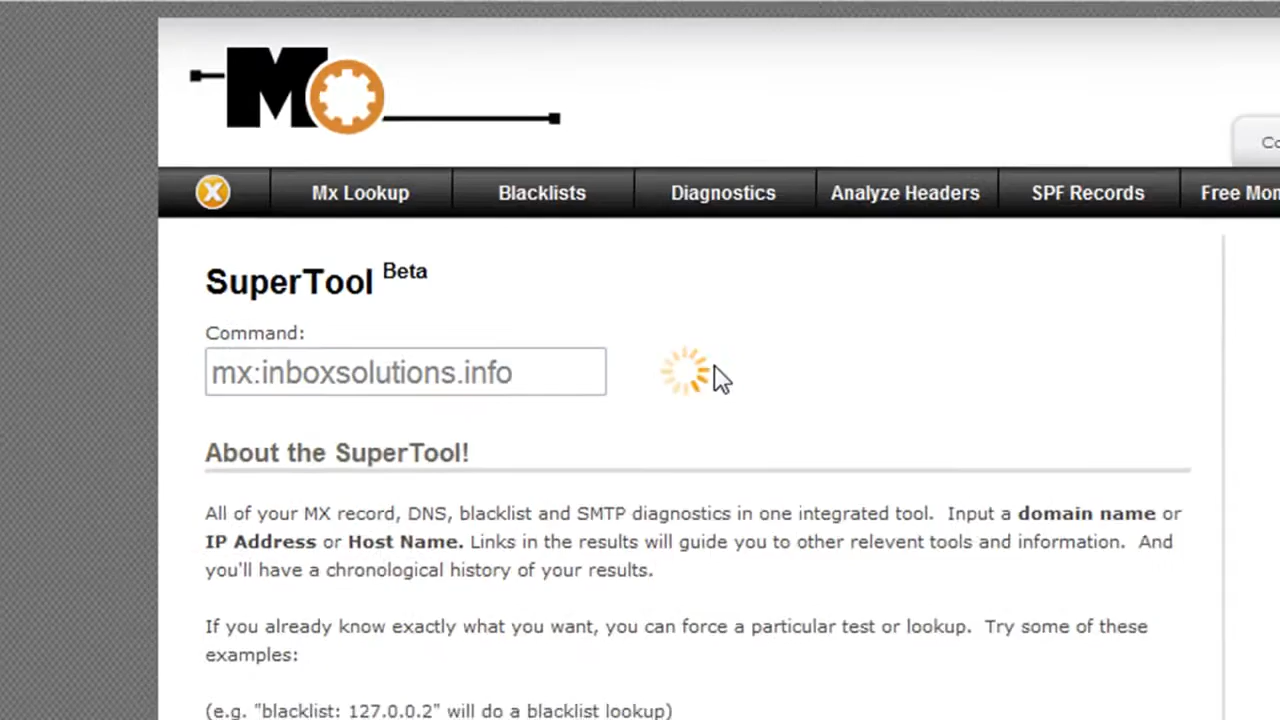 MO
Co
X
Mx Lookup Blacklists Diagnostics Analyze Headers SPF Records Free Mon
SuperTool Beta
Command:
mx:inboxsolutions.info
About the SuperTool!
All of your MX record, DNS, blacklist and SMTP diagnostics in one integrated tool. Input a domain name or
IP Address or Host Name. Links in the results will guide you to other relevent tools and information. And
you'll have a chronological history of your results.
If you already know exactly what you want, you can force a particular test or lookup. Try some of these
examples:
(e.g. "blacklist: 127.0.0.2" will do a blacklist lookup)